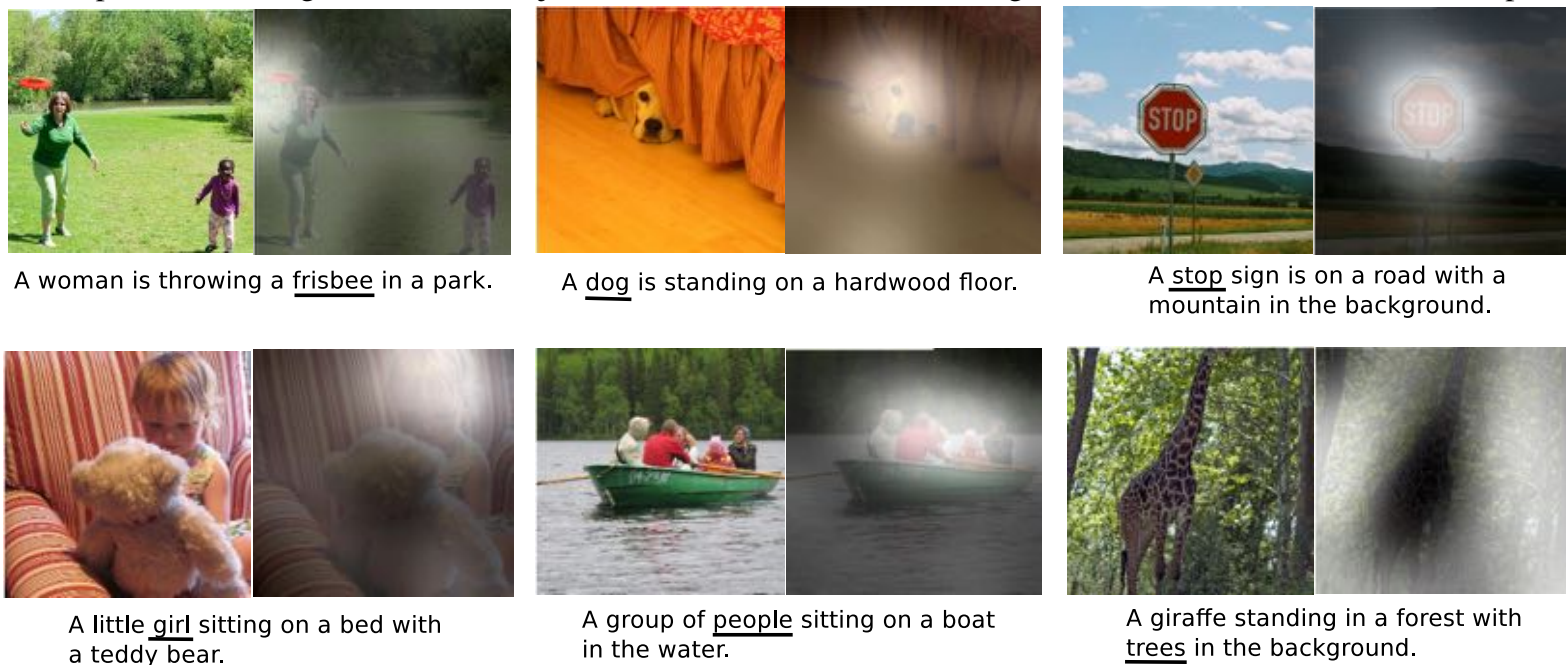 A woman is throwing a frisbee in a park.
A dog is standing on a hardwood floor.
STOP
STOP
A stop sign is on a road with a
mountain in the background.
A little girl sitting on a bed with
a teddy bear.
A group of people sitting on a boat
in the water.
A giraffe standing in a forest with
trees in the background.